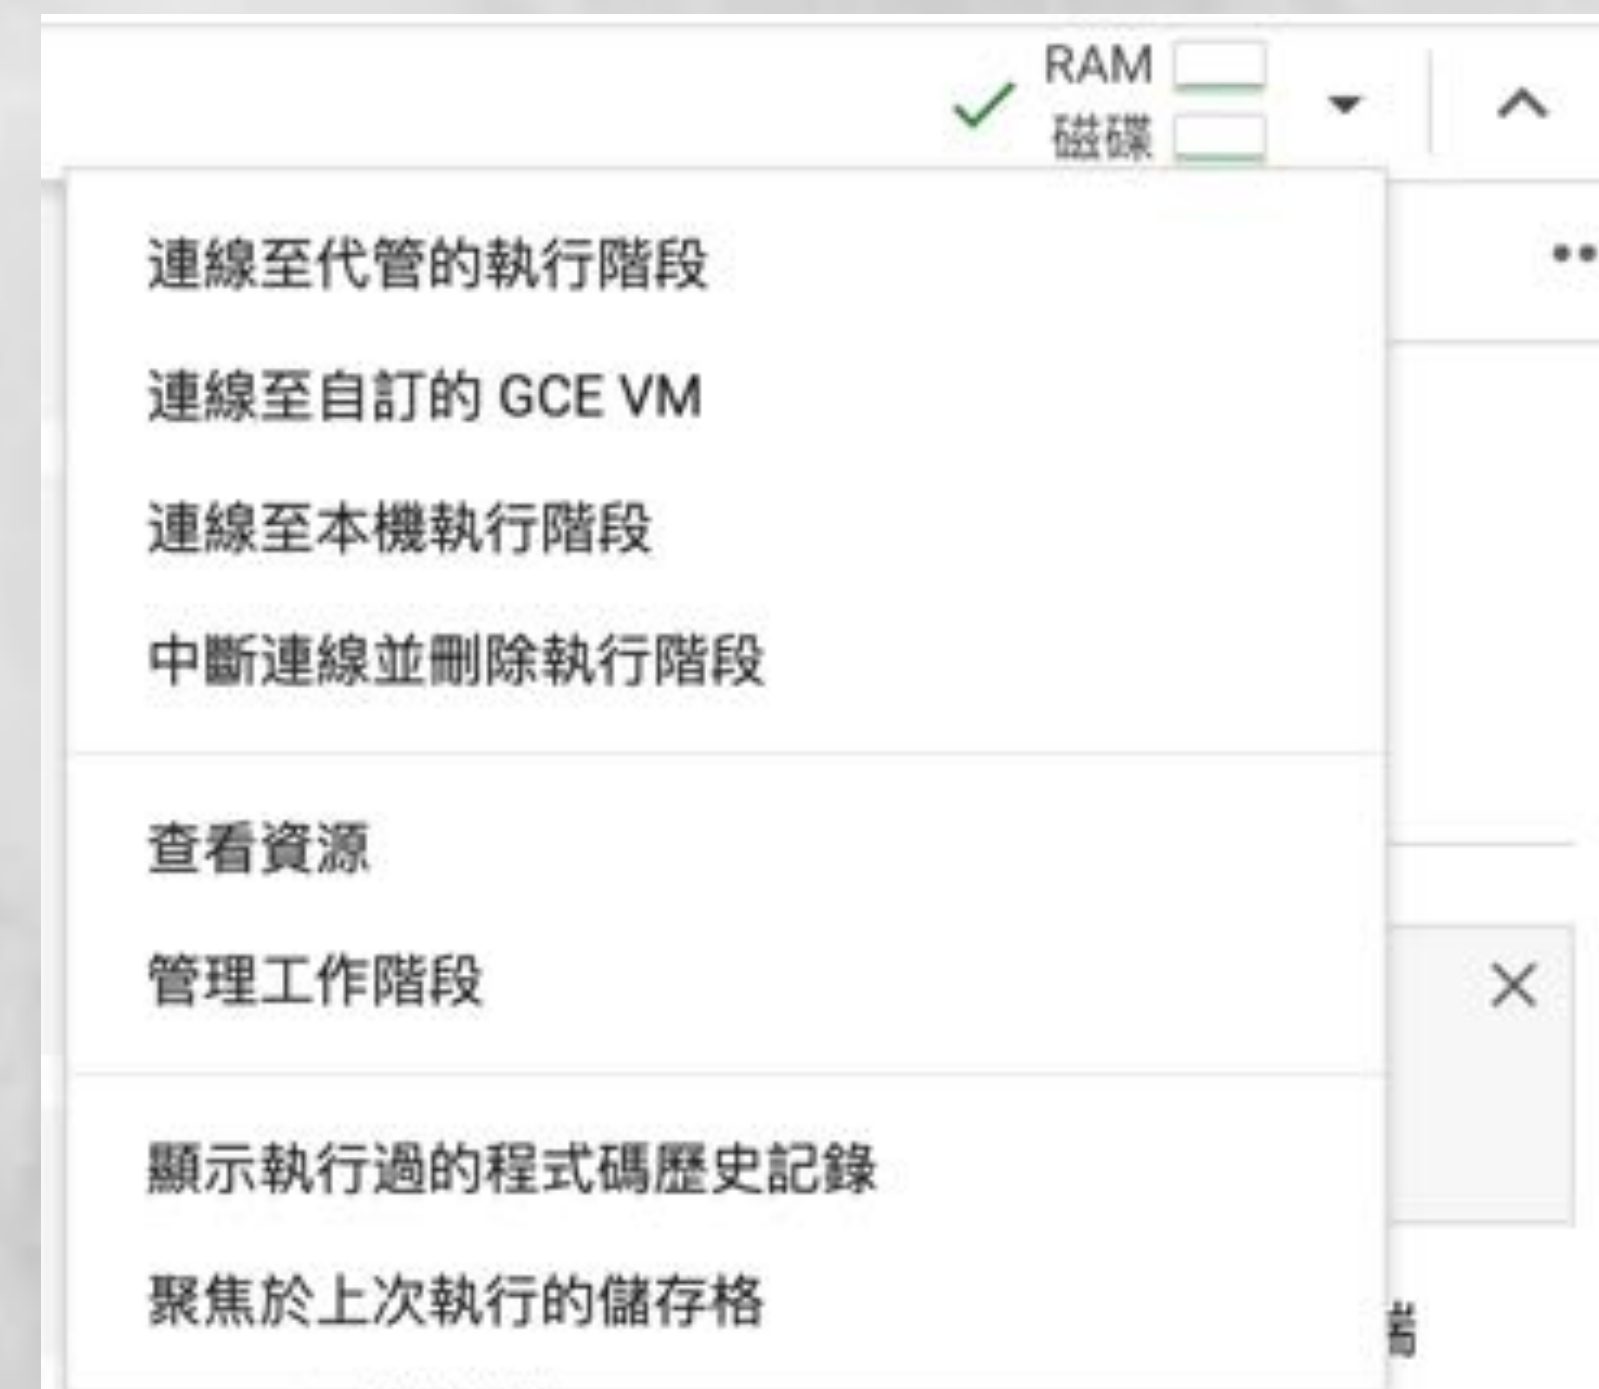 RAM
磁碟
連線至代管的執行階段
連線至自訂的 GCE VM
連線至本機執行階段
中斷連線並刪除執行階段
查看資源
管理工作階段
顯示執行過的程式碼歷史記錄
聚焦於上次執行的儲存格